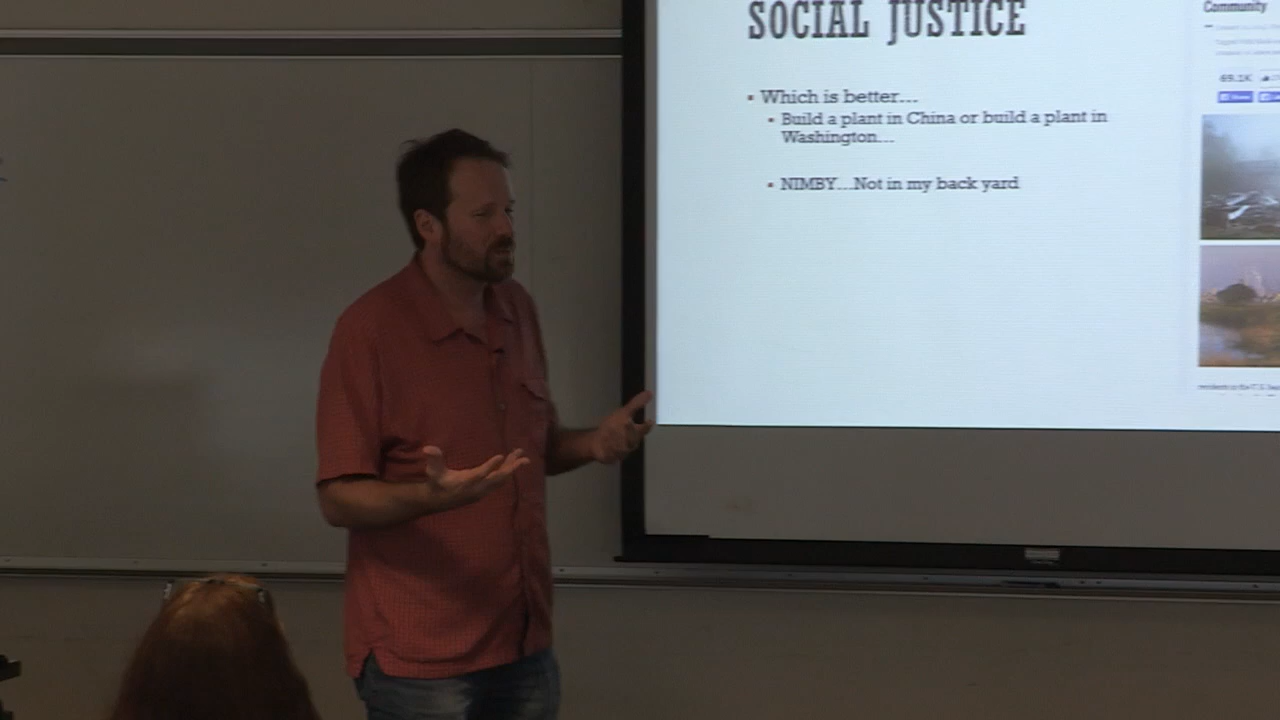 SOCIAL JUSTICE
▪ Which is better...
▪ Build a plant in China or build a plant in
Washington...
▪ NIMBY...Not in my back yard
Community
69.1K